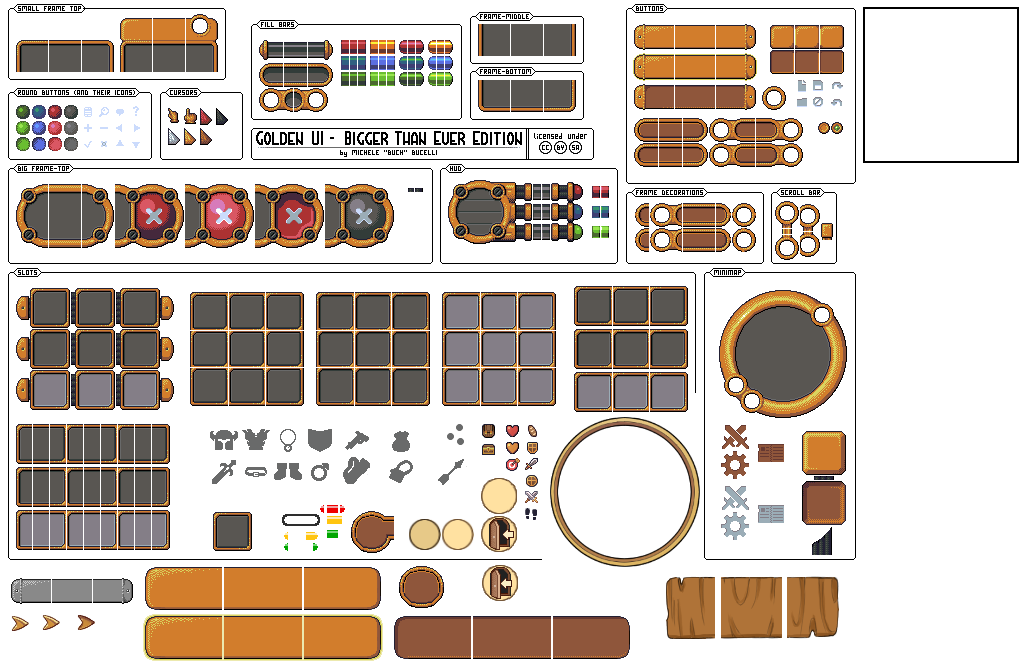 SMALL FRAME TOP
FILL BARS
FRAME-MIDDLE
BUTTONS
FRAME-BOTTOM
ROUND BUTTONS (AND THEIR ICONS)
CURSORS
GOLDEN UI - BIGGER THAN EVER EDITION
by MICHELE "BUCH" BUCELLI
licensed under
CC BY SA
BIG FRAME-TOP
HUD
FRAME DECORATIONS
SCROLL BAR
SLOTS
MINIMAP